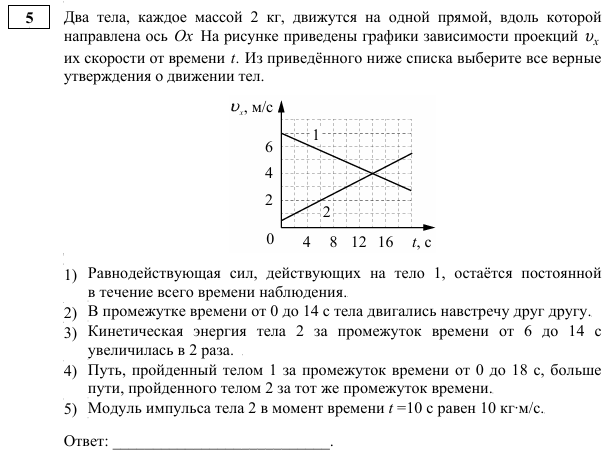 5
Два тела, каждое массой 2 кг, движутся на одной прямой, вдоль которой
направлена ось Ox На рисунке приведены графики зависимости проекций υₓ
их скорости от времени t. Из приведённого ниже списка выберите все верные
утверждения о движении тел.
υₓ, м/с
1
6
4
2
2
0 4 8 12 16 t, с
1) Равнодействующая сил, действующих на тело 1, остаётся постоянной
в течение всего времени наблюдения.
2) В промежутке времени от 0 до 14 с тела двигались навстречу друг другу.
3) Кинетическая энергия тела 2 за промежуток времени от 6 до 14 с
увеличилась в 2 раза.
4) Путь, пройденный телом 1 за промежуток времени от 0 до 18 с, больше
пути, пройденного телом 2 за тот же промежуток времени.
5) Модуль импульса тела 2 в момент времени t =10 с равен 10 кг·м/с.
Ответ: ___________________________.